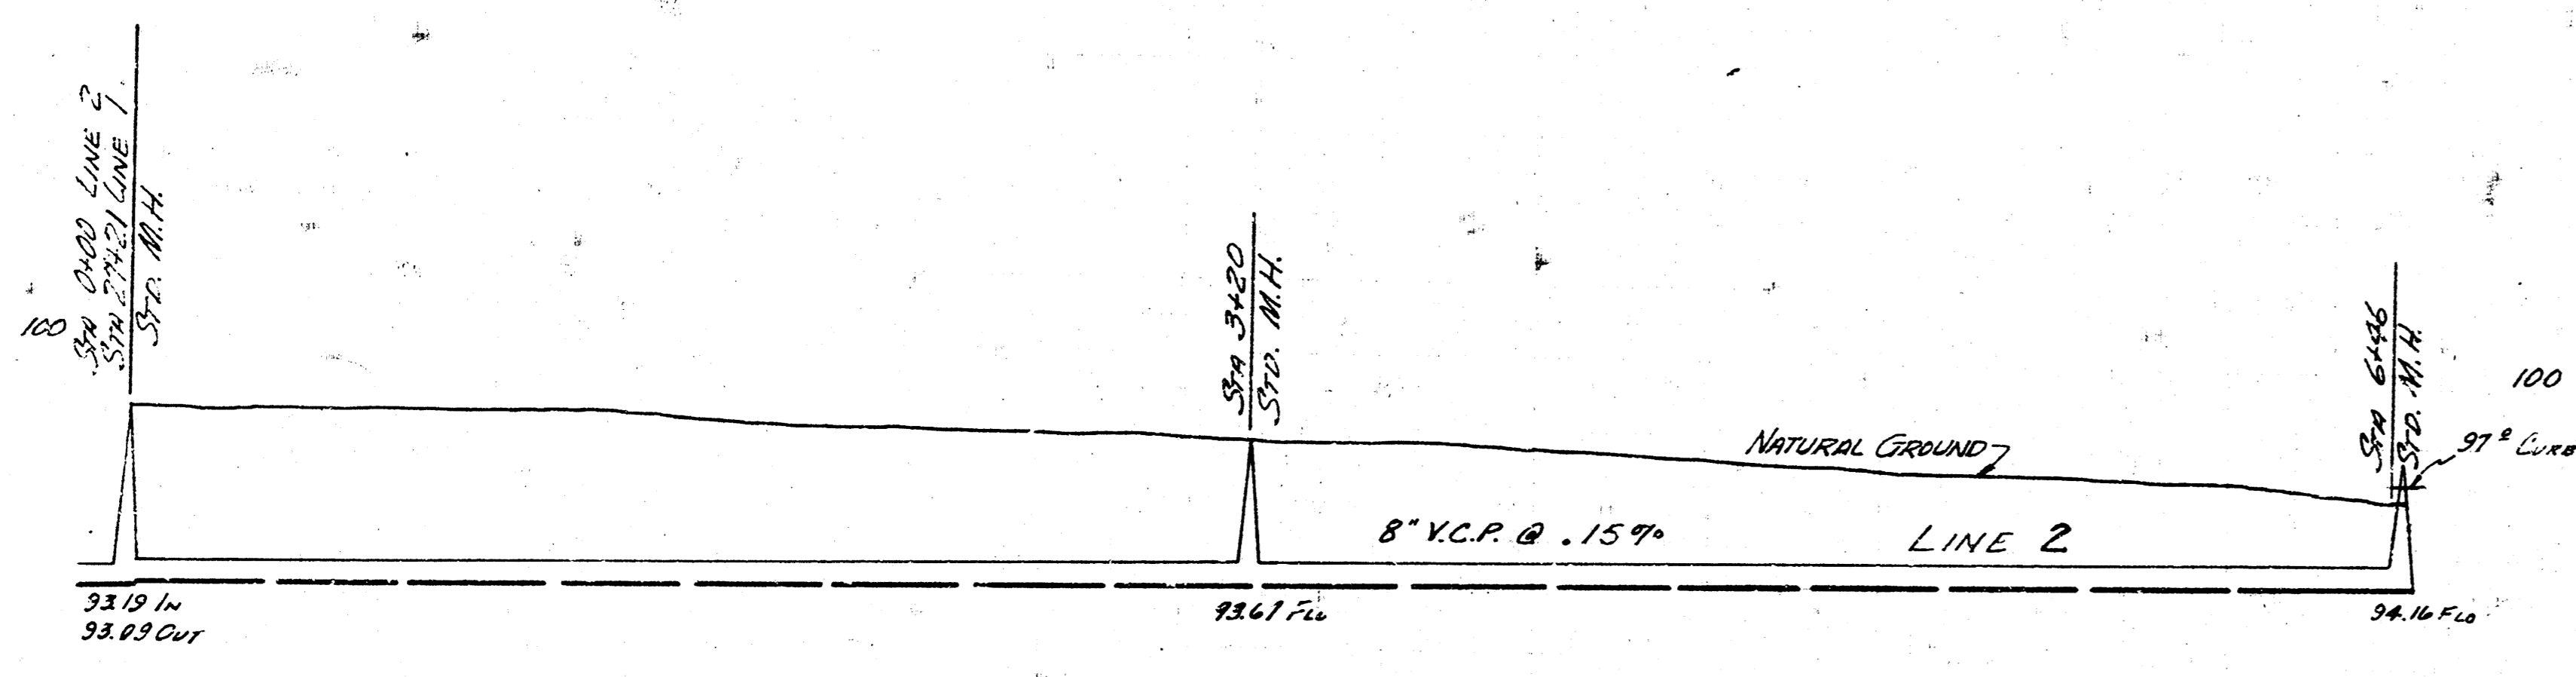 STA 0+00 LINE 2
STA 27+21 LINE 1
STD. M.H.
100
STA 3+20
STD. M.H.
STA 6+46
STD. M.H.
100
97º CURB
NATURAL GROUND
8" V.C.P. @ .15%
LINE 2
93.19 IN
93.09 OUT
93.67 FLO
94.16 FLO